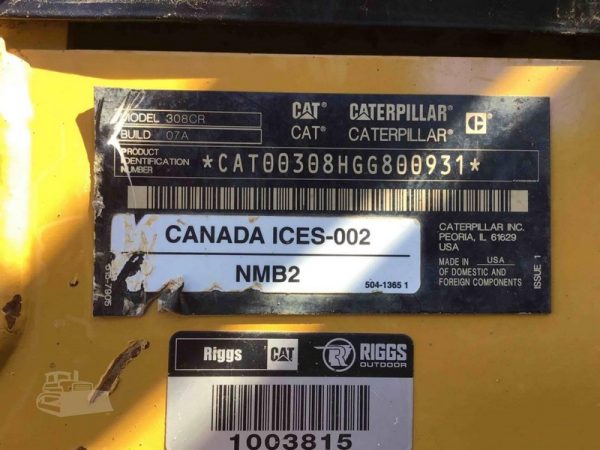 MODEL 308CR
BUILD 07A
CAT CATERPILLAR
CAT CATERPILLAR C
PRODUCT IDENTIFICATION NUMBER
*CAT00308HGG800931*
CANADA ICES-002
NMB2
504-1365 1
CATERPILLAR INC.
PEORIA, IL 61629
USA
MADE IN USA
OF DOMESTIC AND
FOREIGN COMPONENTS
ISSUE 1
Riggs CAT RIGGS
OUTDOOR
1003815